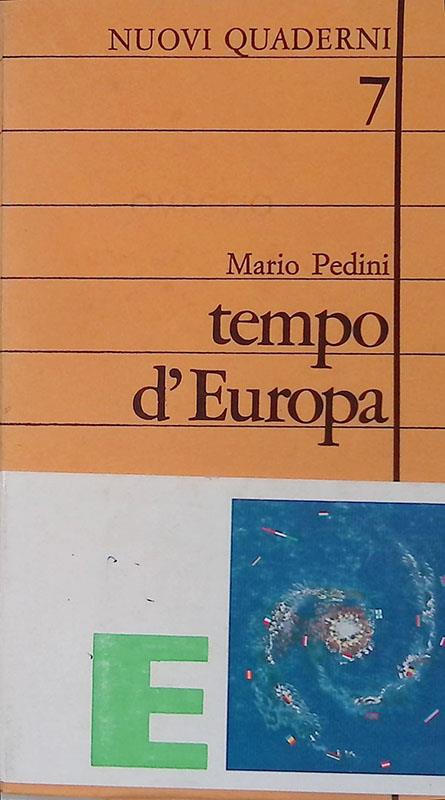 NUOVI QUADERNI
7
Mario Pedini
tempo
d'Europa
E